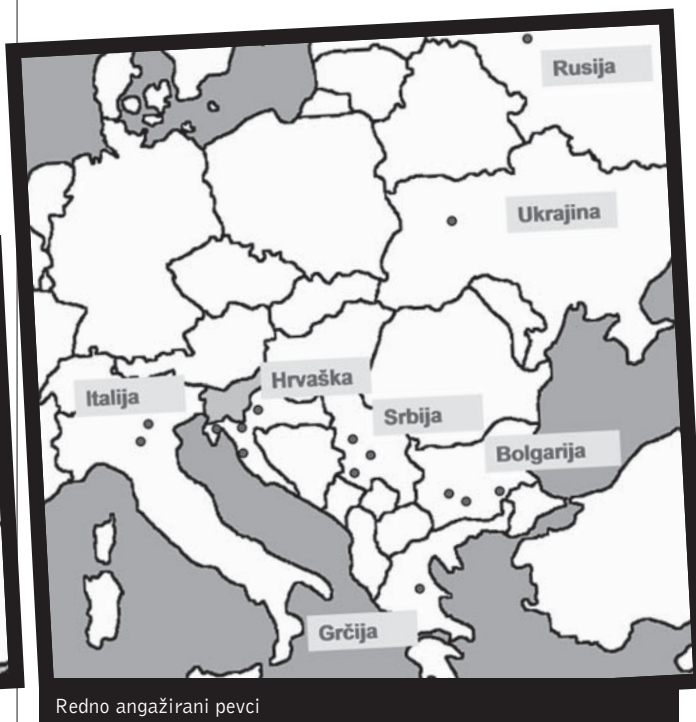 Rusija
Ukrajina
Hrvaška
Italija
Srbija
Bolgarija
Grčija
Redno angažirani pevci